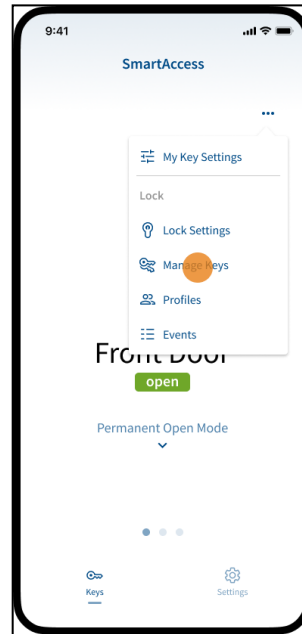 9:41
SmartAccess
My Key Settings
Lock
Lock Settings
Manage Keys
Profiles
Events
Front Door
open
Permanent Open Mode
Keys
Settings